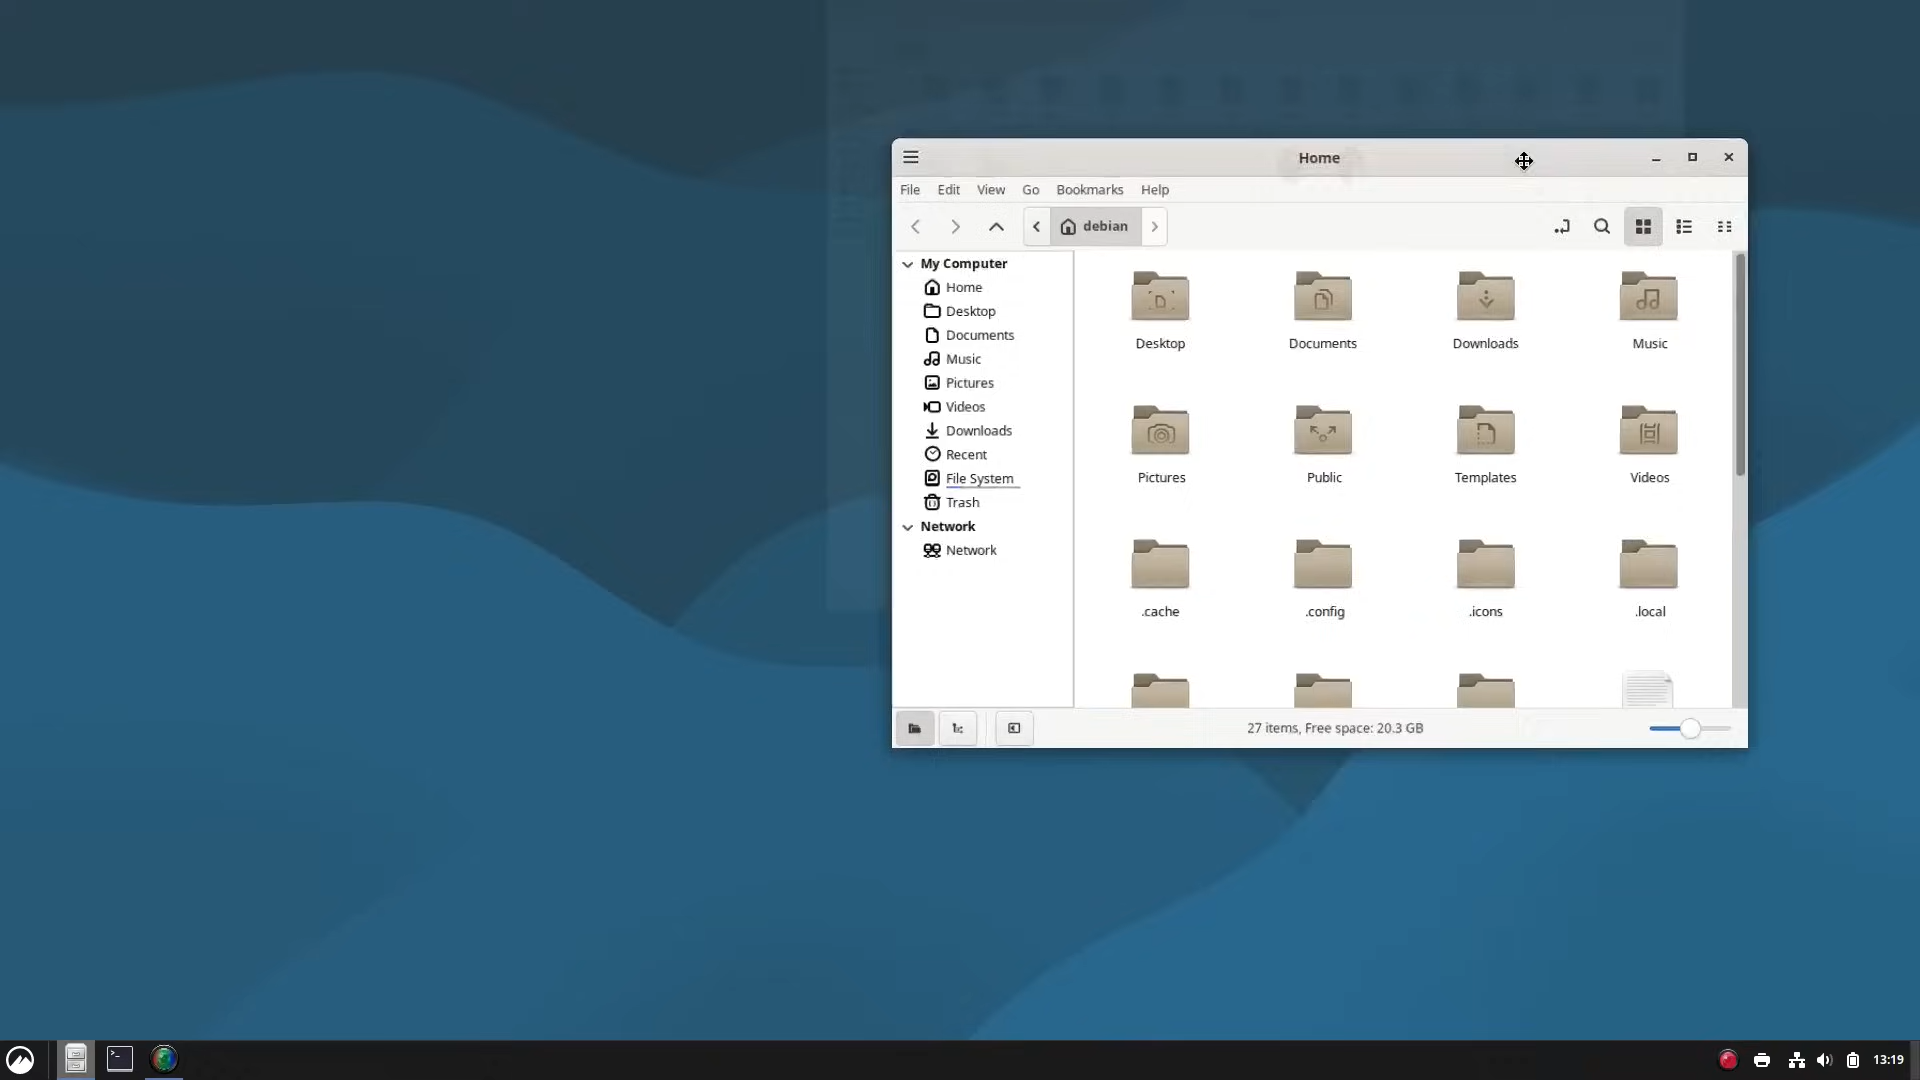 Home
File Edit View Go Bookmarks Help
debian
My Computer
Home
Desktop
Documents
Music
Pictures
Videos
Downloads
Recent
File System
Trash
Network
Network
Desktop Documents Downloads Music
Pictures Public Templates Videos
.cache .config .icons .local
27 items, Free space: 20.3 GB
13:19